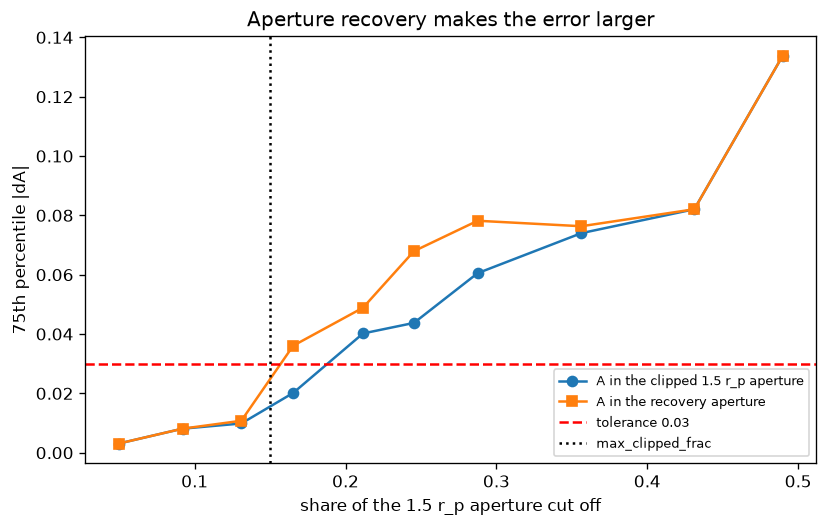 Aperture recovery makes the error larger
75th percentile |dA|
0.14
0.12
0.10
0.08
0.06
0.04
0.02
0.00
A in the clipped 1.5 r_p aperture
A in the recovery aperture
tolerance 0.03
max_clipped_frac
0.1 0.2 0.3 0.4 0.5
share of the 1.5 r_p aperture cut off